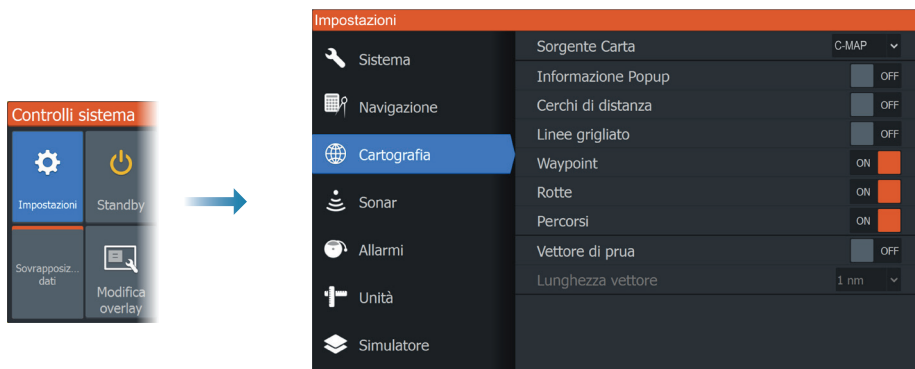 Controlli sistema
Impostazioni
Standby
Sovrapposiz...
dati
Modifica
overlay
Impostazioni
Sistema
Navigazione
Cartografia
Sonar
Allarmi
Unità
Simulatore
Sorgente Carta C-MAP
Informazione Popup OFF
Cerchi di distanza OFF
Linee grigliato OFF
Waypoint ON
Rotte ON
Percorsi ON
Vettore di prua OFF
Lunghezza vettore 1 nm